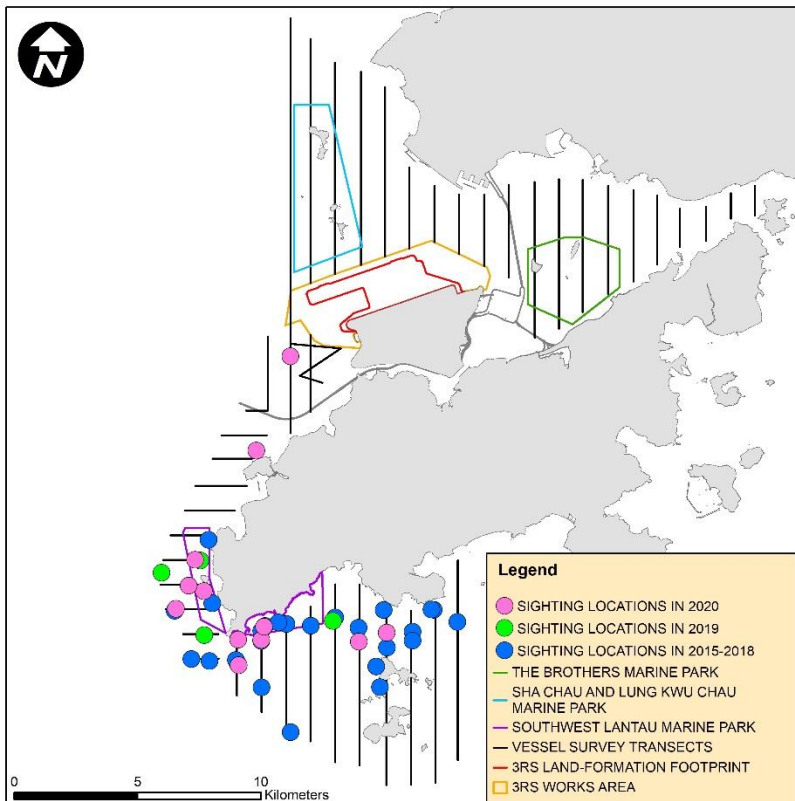 N
Legend
SIGHTING LOCATIONS IN 2020
SIGHTING LOCATIONS IN 2019
SIGHTING LOCATIONS IN 2015-2018
THE BROTHERS MARINE PARK
SHA CHAU AND LUNG KWU CHAU
MARINE PARK
SOUTHWEST LANTAU MARINE PARK
VESSEL SURVEY TRANSECTS
3RS LAND-FORMATION FOOTPRINT
3RS WORKS AREA
0 5 10
Kilometers